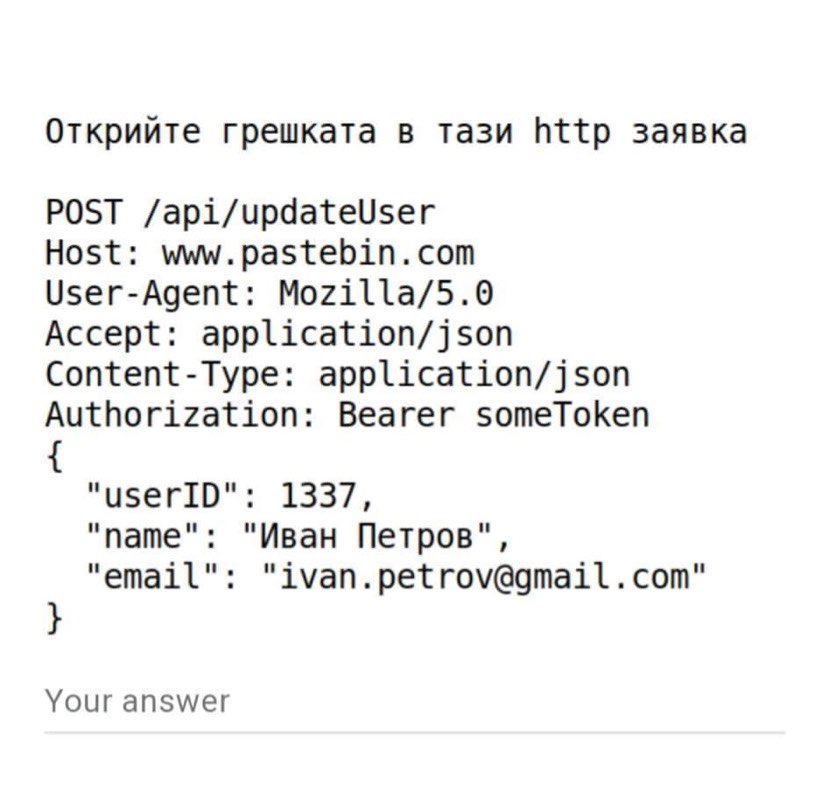 Открийте грешката в тази http заявка
POST /api/updateUser
Host: www.pastebin.com
User-Agent: Mozilla/5.0
Accept: application/json
Content-Type: application/json
Authorization: Bearer someToken
{
  "userID": 1337,
  "name": "Иван Петров",
  "email": "ivan.petrov@gmail.com"
}
Your answer